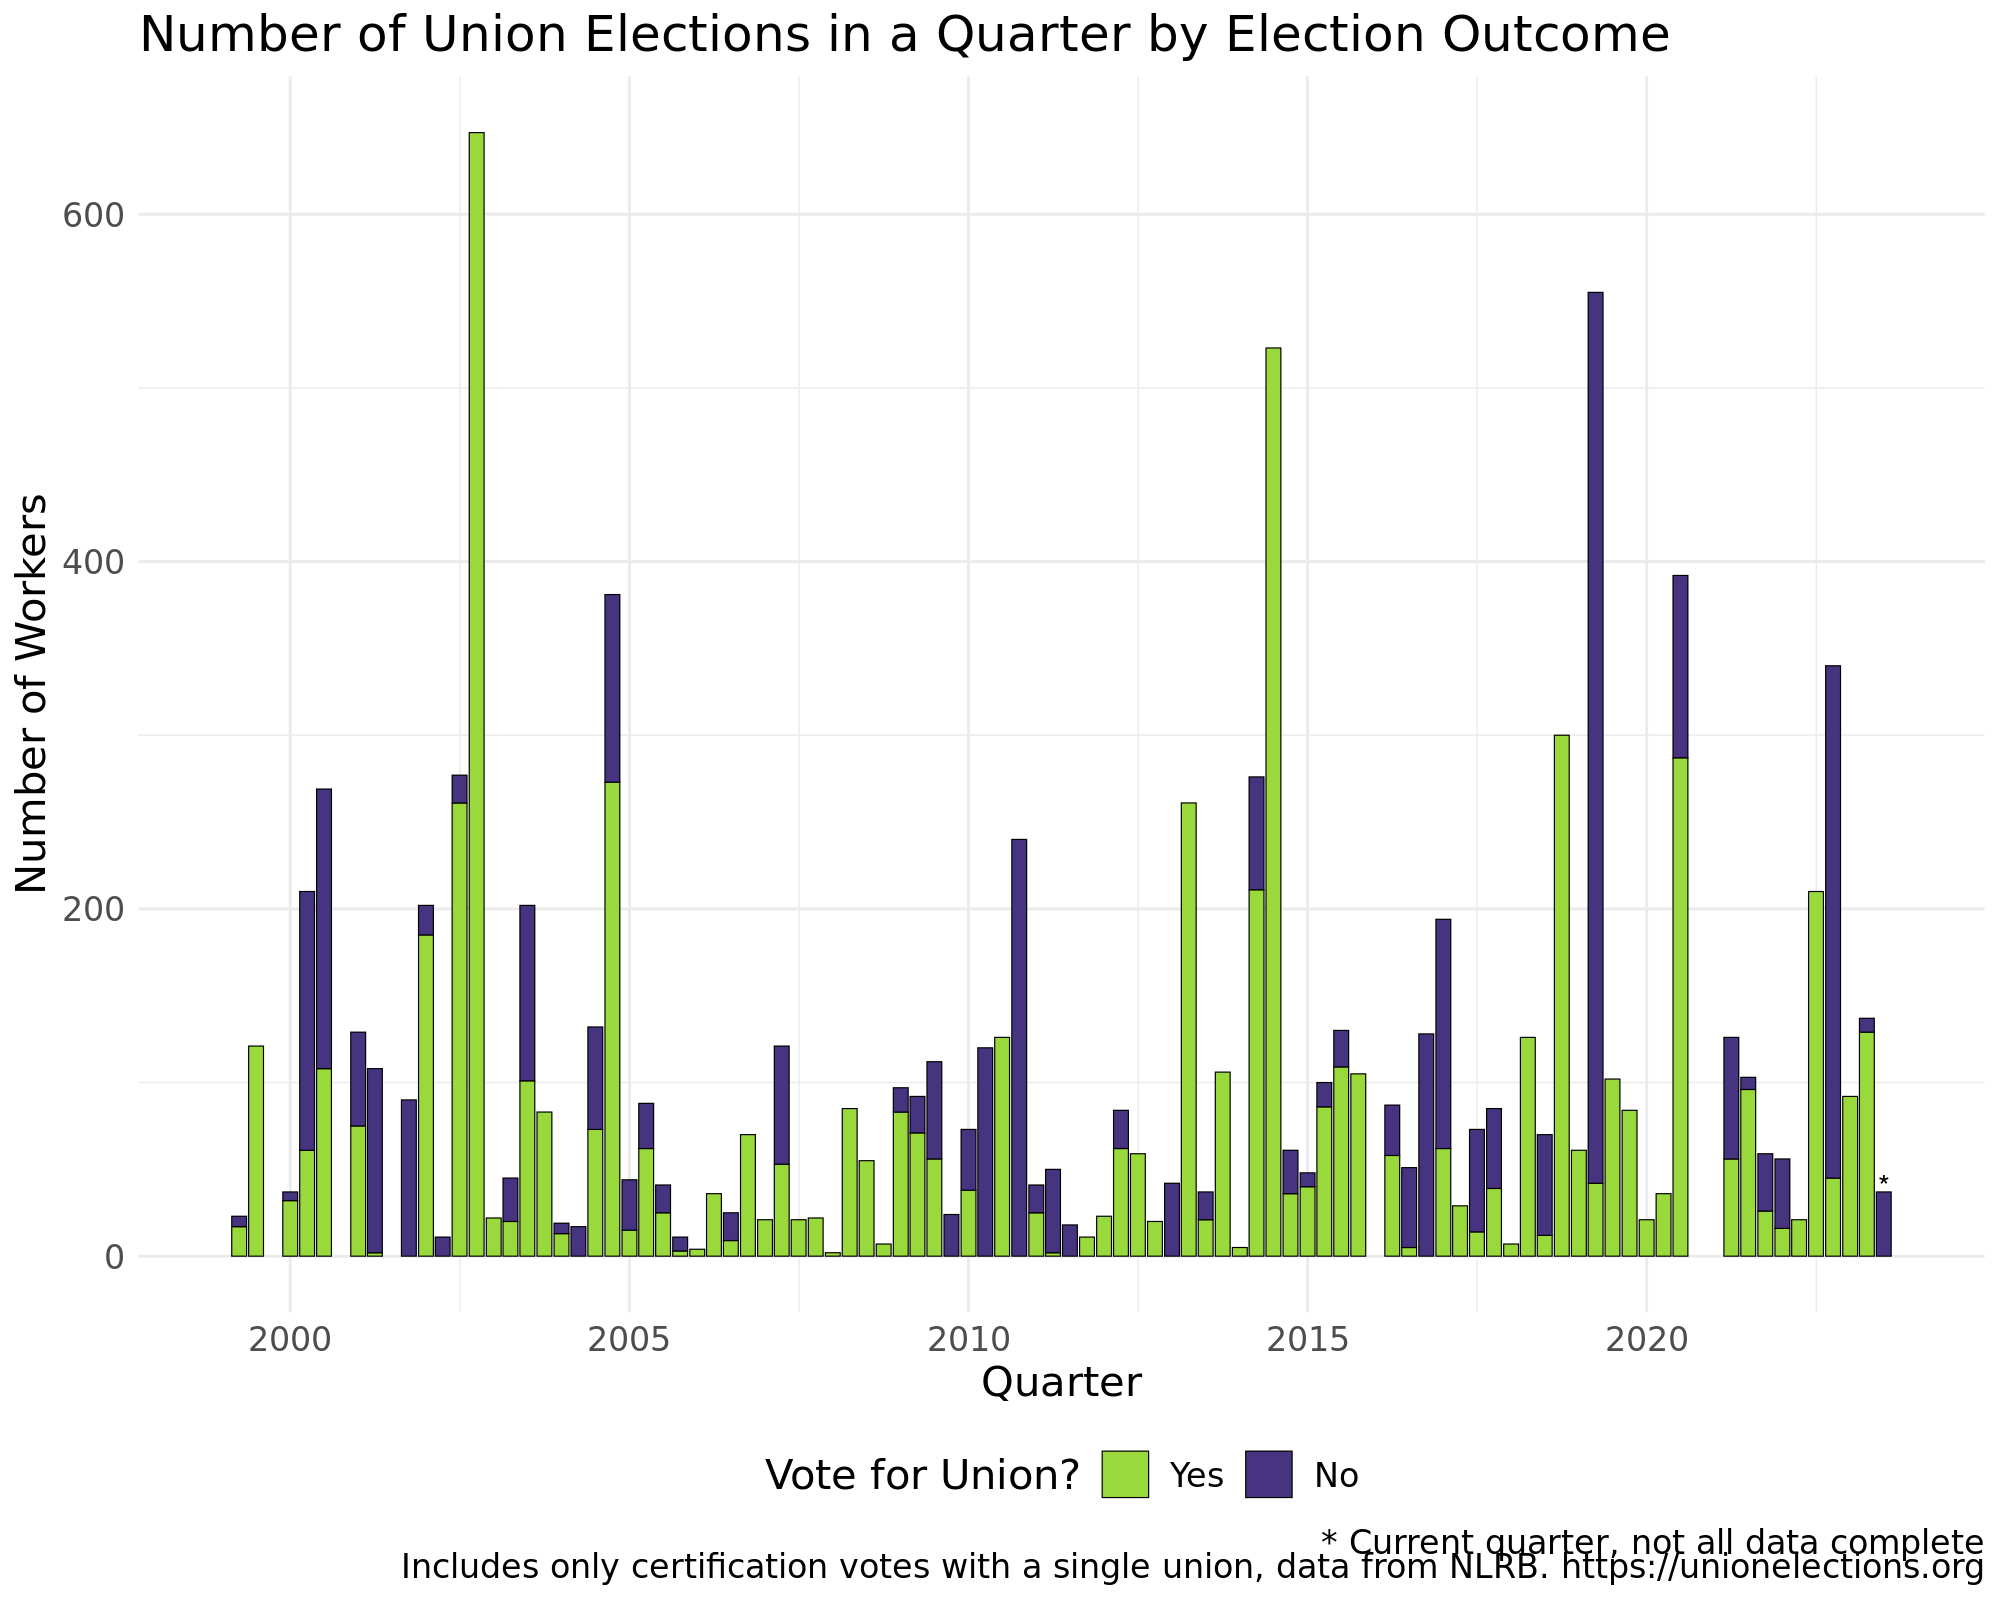 Number of Union Elections in a Quarter by Election Outcome
Number of Workers
600
400
200
0
*
2000 2005 2010 2015 2020
Quarter
Vote for Union? Yes No
* Current quarter, not all data complete
Includes only certification votes with a single union, data from NLRB. https://unionelections.org